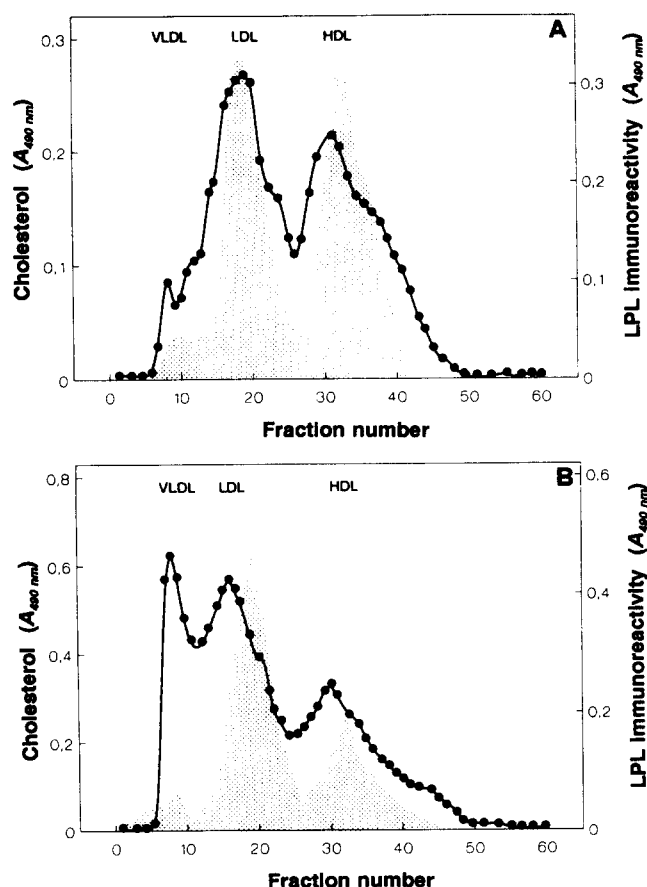 A
VLDL LDL HDL
0.3
0.2
0.1
0
Cholesterol (A490 nm)
0.3
0.2
0.1
0
LPL immunoreactivity (A490 nm)
0 10 20 30 40 50 60
Fraction number
B
VLDL LDL HDL
0.8
0.6
0.4
0.2
0
Cholesterol (A490 nm)
0.6
0.4
0.2
0
LPL immunoreactivity (A490 nm)
0 10 20 30 40 50 60
Fraction number